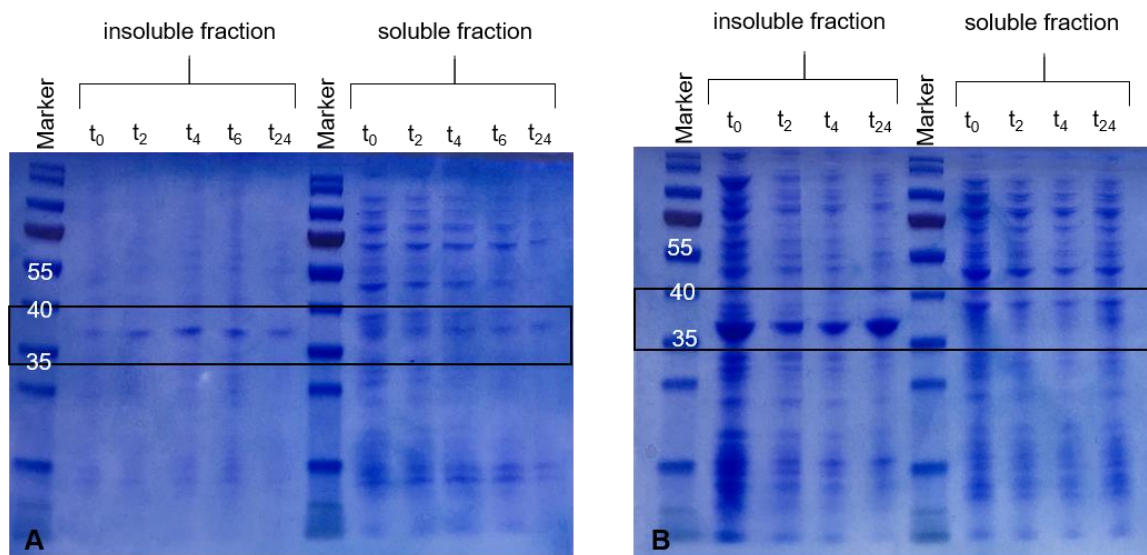 insoluble fraction
soluble fraction
Marker
t0
t2
t4
t6
t24
Marker
t0
t2
t4
t6
t24
55
40
35
A
insoluble fraction
soluble fraction
Marker
t0
t2
t4
t24
Marker
t0
t2
t4
t24
55
40
35
B